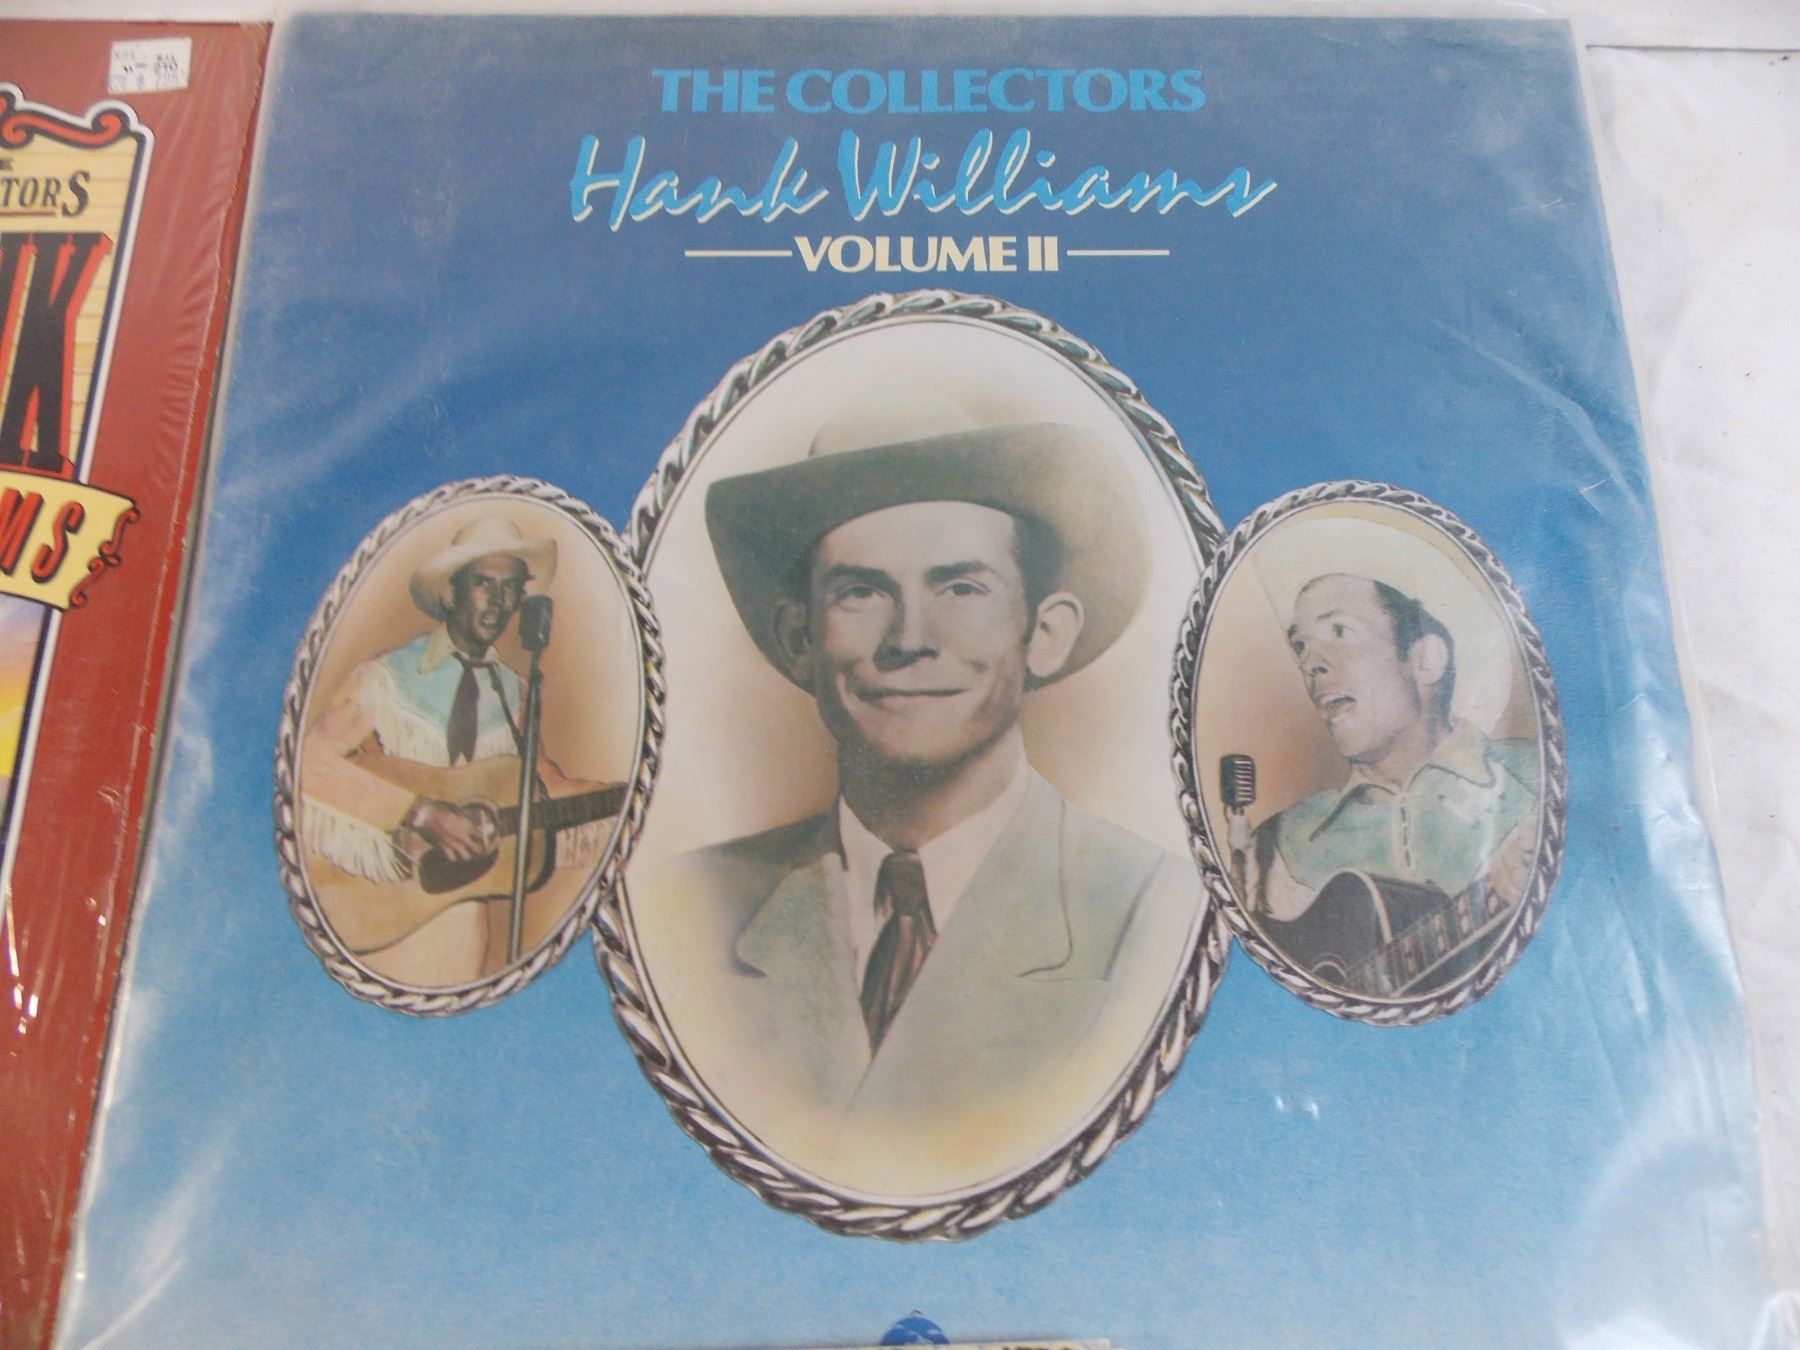 THE COLLECTORS
Hank Williams
VOLUME II
TORS
K
MS